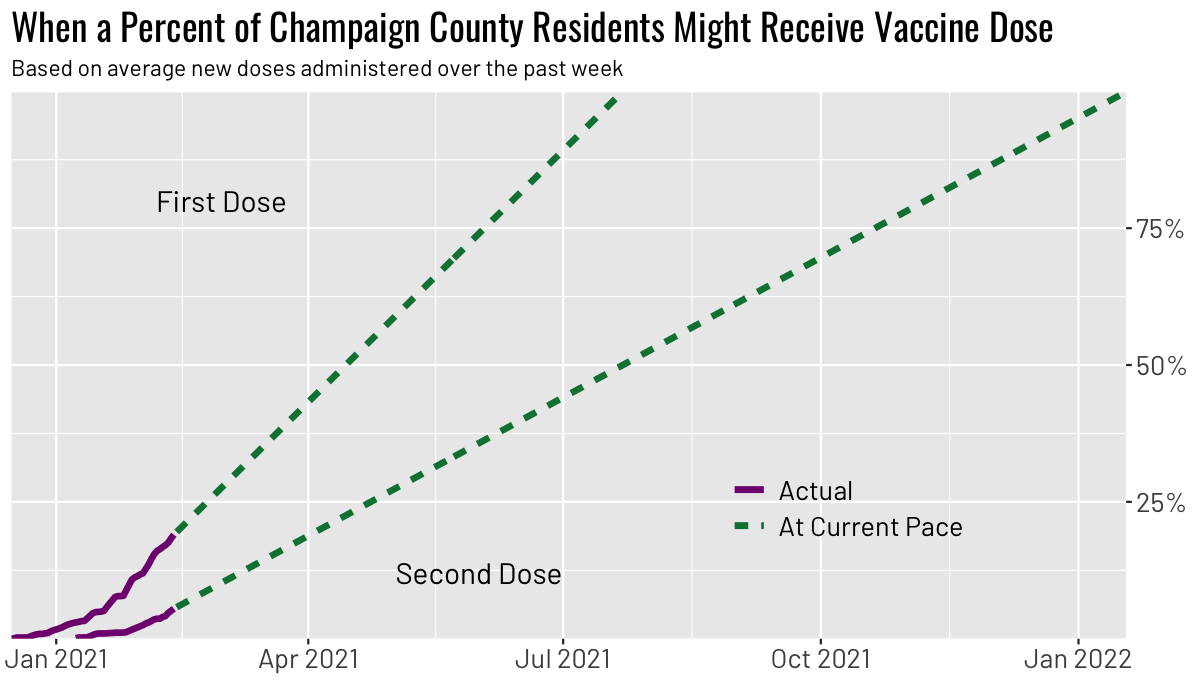 When a Percent of Champaign County Residents Might Receive Vaccine Dose
Based on average new doses administered over the past week
First Dose
75%
50%
25%
Actual
At Current Pace
Second Dose
Jan 2021 Apr 2021 Jul 2021 Oct 2021 Jan 2022